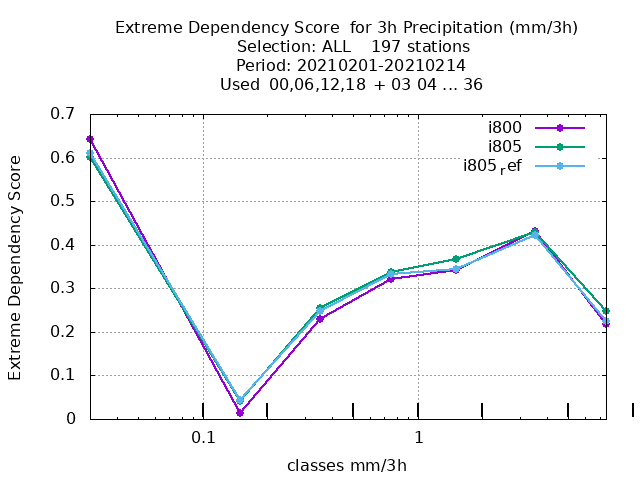 Extreme Dependency Score  for 3h Precipitation (mm/3h)
Selection: ALL    197 stations
Period: 20210201-20210214
Used  00,06,12,18  + 03 04 ... 36
i800
i805
i805ᵣef
Extreme Dependency Score
0.7
0.6
0.5
0.4
0.3
0.2
0.1
0
0.1 1
classes mm/3h